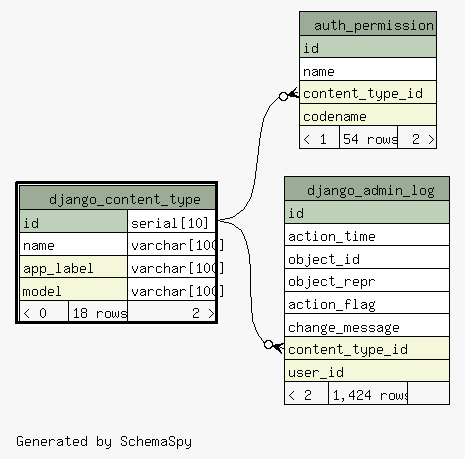 auth_permission
id
name
content_type_id
codename
< 1 54 rows 2 >
django_content_type
id serial[10]
name varchar[100]
app_label varchar[100]
model varchar[100]
< 0 18 rows 2 >
django_admin_log
id
action_time
object_id
object_repr
action_flag
change_message
content_type_id
user_id
< 2 1,424 rows
Generated by SchemaSpy